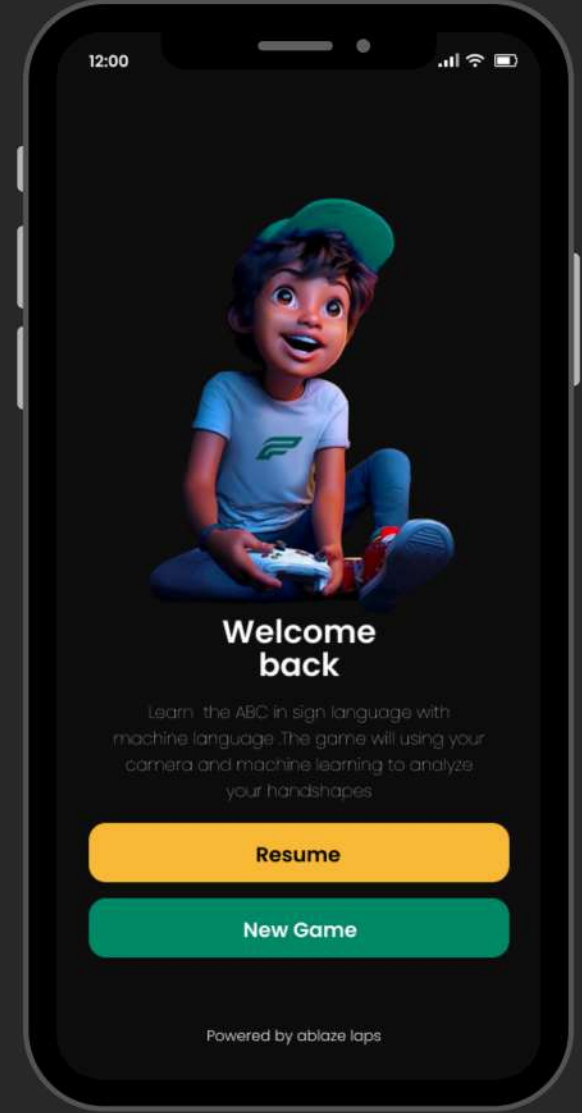 12:00
Welcome
back
Learn the ABC in sign language with
machine language .The game will using your
camera and machine learning to analyze
your handshapes
Resume
New Game
Powered by ablaze laps